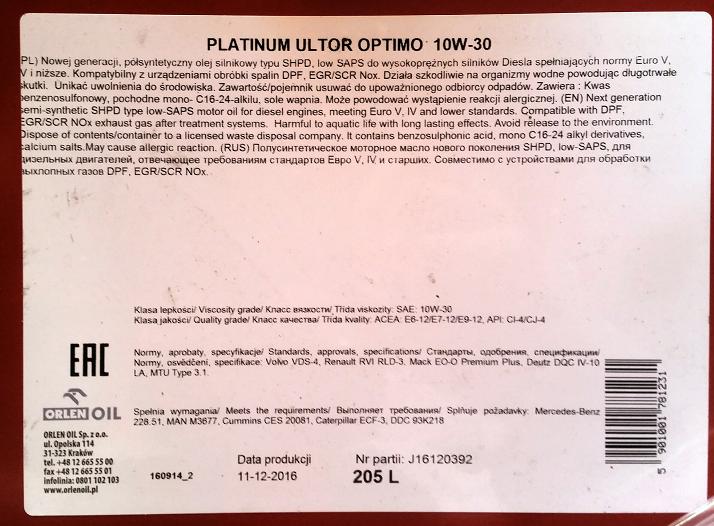 PLATINUM ULTOR OPTIMO 10W-30
PL) Nowej generacji, półsyntetyczny olej silnikowy typu SHPD, low SAPS do wysokoprężnych silników Diesla spełniających normy Euro V,
V i niższe. Kompatybilny z urządzeniami obróbki spalin DPF, EGR/SCR Nox. Działa szkodliwie na organizmy wodne powodując długotrwałe
skutki. Unikać uwolnienia do środowiska. Zawartość/pojemnik usuwać do upoważnionego odbiorcy odpadów. Zawiera : Kwas
benzenosulfonowy, pochodne mono- C16-24-alkilu, sole wapnia. Może powodować wystąpienie reakcji alergicznej. (EN) Next generation
semi-synthetic SHPD type low-SAPS motor oil for diesel engines, meeting Euro V, IV and lower standards. Compatible with DPF,
EGR/SCR NOx exhaust gas after treatment systems. Harmful to aquatic life with long lasting effects. Avoid release to the environment.
Dispose of contents/container to a licensed waste disposal company. It contains benzosulphonic acid, mono C16-24 alkyl derivatives,
calcium salts.May cause allergic reaction. (RUS) Полусинтетическое моторное масло нового поколения SHPD, low-SAPS, для
дизельных двигателей, отвечающее требованиям стандартов Евро V, IV и старших. Совместимо с устройствами для обработки
выхлопных газов DPF, EGR/SCR NOx.
Klasa lepkości/ Viscosity grade/ Класс вязкости/ Třída viskozity: SAE: 10W-30
Klasa jakości/ Quality grade/ Класс качества/ Třída kvality: ACEA: E6-12/E7-12/E9-12, API: CI-4/CJ-4
EAC
Normy, aprobaty, specyfikacje/ Standards, approvals, specifications/ Стандарты, одобрения, спецификации/
Normy, osvědčení, specifikace: Volvo VDS-4, Renault RVI RLD-3, Mack EO-O Premium Plus, Deutz DQC IV-10
LA, MTU Type 3.1.
ORLEN OIL
Spełnia wymagania/ Meets the requirements/ Выполняет требования/ Splňuje požadavky: Mercedes-Benz
228.51, MAN M3677, Cummins CES 20081, Caterpillar ECF-3, DDC 93K218
5 901001 781231
ORLEN OIL Sp. z o.o.
ul. Opolska 114
31-323 Kraków
tel. +48 12 665 55 00
fax +48 12 665 55 01
infolinia: 0801 102 103
www.orlenoil.pl
160914_2
Data produkcji
11-12-2016
Nr partii: J16120392
205 L